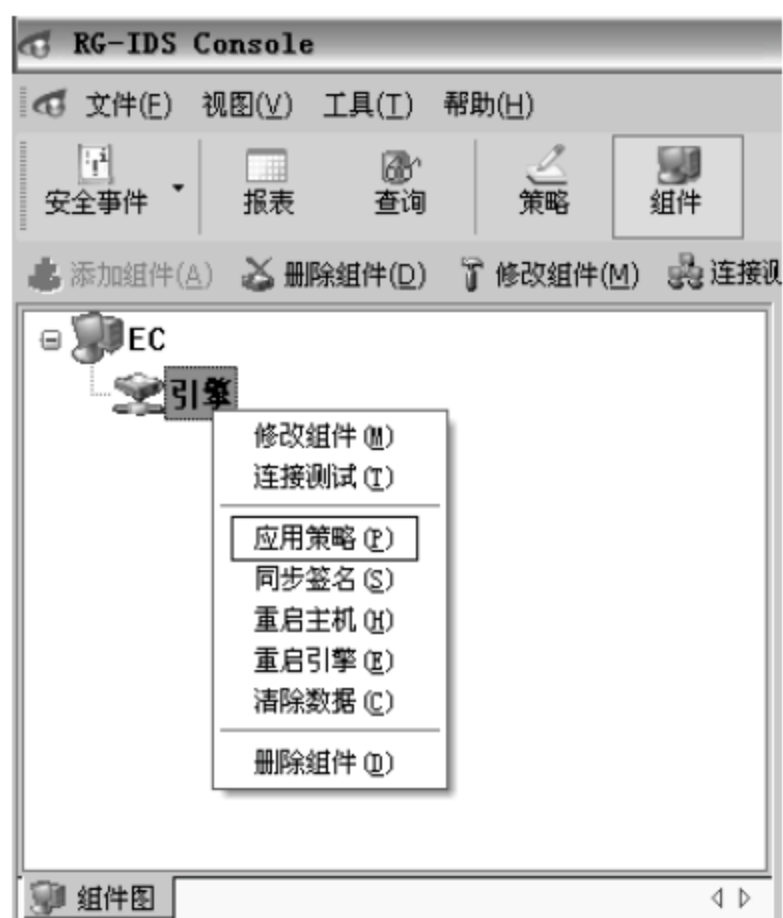 RG-IDS Console
文件(F) 视图(V) 工具(T) 帮助(H)
安全事件 报表 查询 策略 组件
添加组件(A) 删除组件(D) 修改组件(M) 连接测
EC
引擎
修改组件(M)
连接测试(T)
应用策略(P)
同步签名(S)
重启主机(H)
重启引擎(E)
清除数据(C)
删除组件(D)
组件图